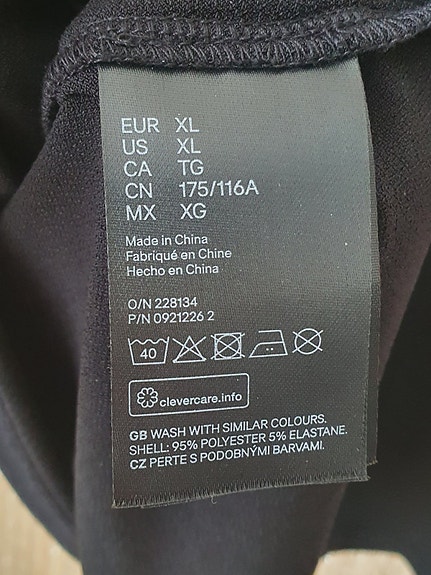 EUR XL
US XL
CA TG
CN 175/116A
MX XG
Made in China
Fabriqué en Chine
Hecho en China
O/N 228134
P/N 0921226 2
40
clevercare.info
GB WASH WITH SIMILAR COLOURS.
SHELL: 95% POLYESTER 5% ELASTANE.
CZ PERTE S PODOBNÝMI BARVAMI.